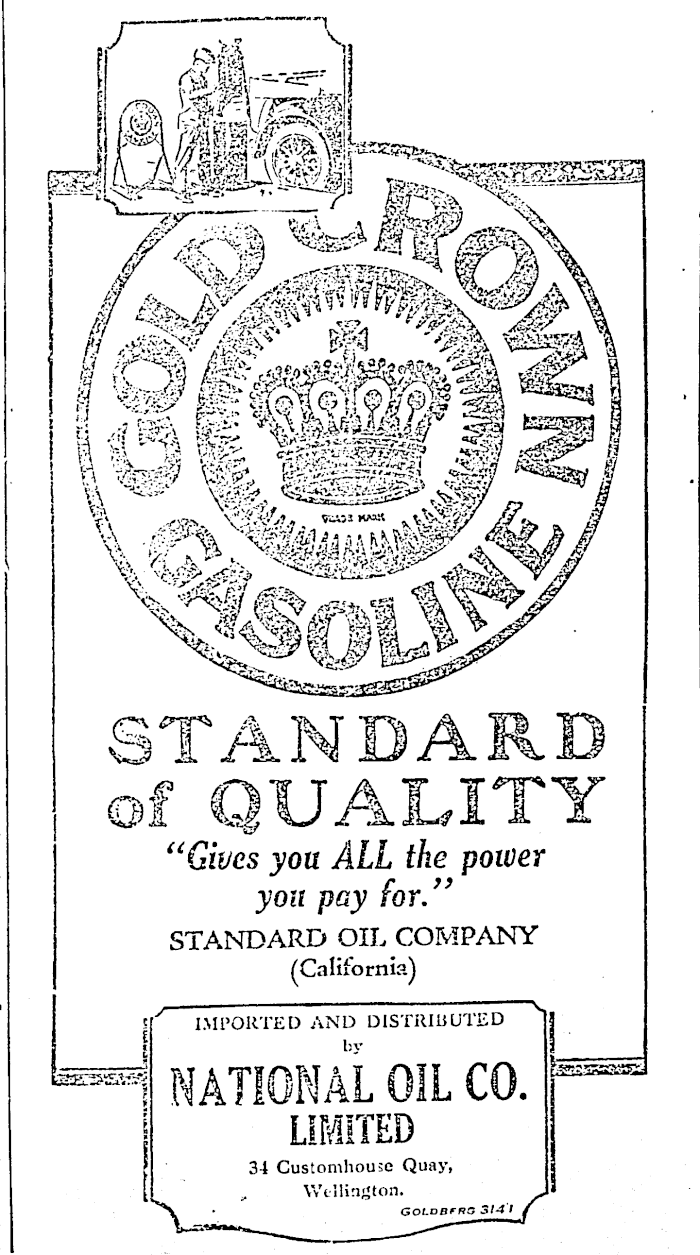 GOLD CROWN
GASOLINE
TRADE MARK
STANDARD
of QUALITY
"Gives you ALL the power
you pay for."
STANDARD OIL COMPANY
(California)
IMPORTED AND DISTRIBUTED
by
NATIONAL OIL CO.
LIMITED
34 Customhouse Quay,
Wellington.
GOLDBERG 3141